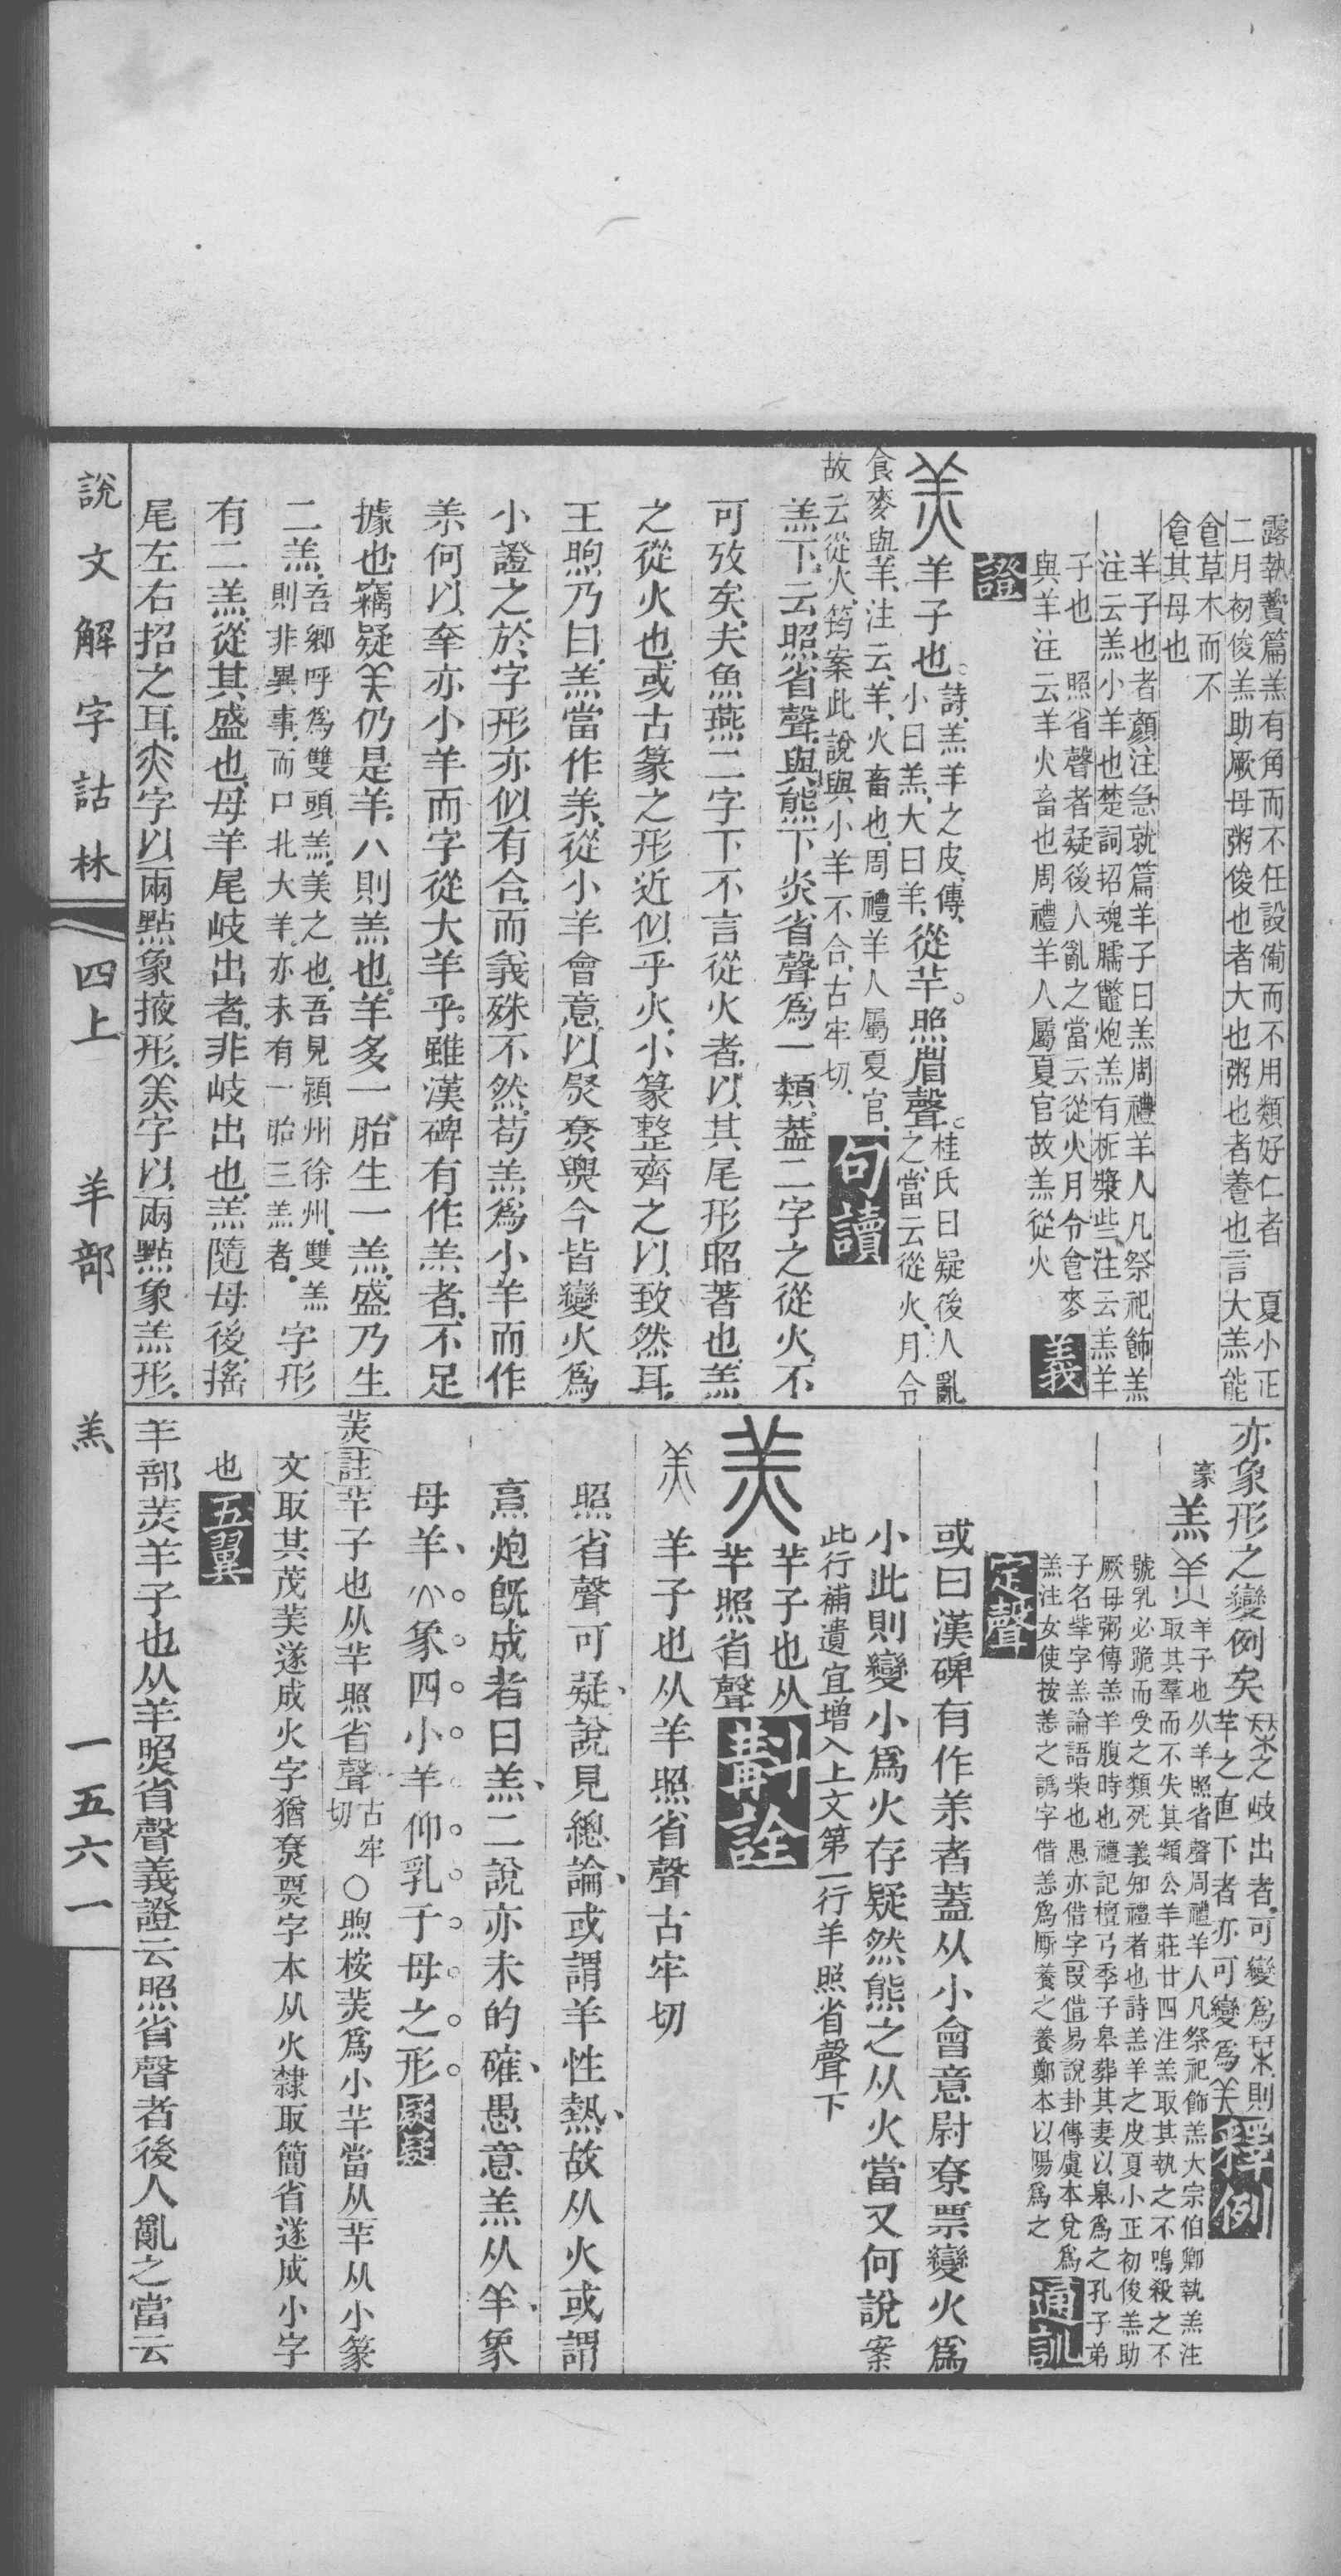 露執贄篇羔有角而不任設備而不用類好仁者　夏小正
二月初俊羔助厥母粥俊也者大也粥也者養也言大羔能
食草木而不
食其母也
羊子也者顏注急就篇羊子曰羔周禮羊人凡祭祀飾羔
注云羔小羊也楚詞招魂臑鼈炮羔有柘漿些注云羔羊
子也　照省聲者疑後人亂之當云從火月令食麥
與羊注云羊火畜也周禮羊人屬夏官故羔從火
義
證
羊子也。
詩、羔羊之皮、傳、
小曰羔、大曰羊、
從羊。照省聲。
桂氏曰疑後人亂
之、當云從火、月令
食麥與羊、注云、羊、火畜也、周禮羊人屬夏官、
故云從火、筠案此說與小羊不合、古牢切、
句讀
羔下、云照省聲、與熊下炎省聲爲一類。葢二字之從火、不
可攷矣、夫魚燕二字下不言從火者、以其尾形昭著也、羔
之從火也、或古篆之形近似乎火、小篆整齊之以致然耳、
王煦乃曰、羔當作𦍩、從小羊會意、以尉尞𤐫今皆變火爲
小證之、於字形亦似有合、而義殊不然、苟羔爲小羊而作
𦍩、何以羍亦小羊而字從大羊乎。雖漢碑有作羔者、不足
據也、竊疑𦍌仍是羊、八則羔也。羊多一胎生一羔、盛乃生
二羔、
吾鄉呼爲雙頭羔、美之也、吾見潁州徐州、雙羔
則非異事、而口北大羊、亦未有一胎三羔者。
字形
有二羔、從其盛也、母羊尾岐出者、非岐出也、羔隨母後、搖
尾左右招之耳、亦字以兩點象掖形、羔字以兩點象羔形、
亦象形之變例矣
之岐出者、可變爲則
羊之直下者、亦可變爲
釋例
豪
羔
羊子也从羊照省聲周禮羊人凡祭祀飾羔大宗伯卿執羔注
取其羣而不失其類公羊莊廿四注羔取其執之不鳴殺之不
號乳必跪而受之類死義知禮者也詩羔羊之皮夏小正初俊羔助
厥母粥傳羔羊腹時也禮記檀弓季子皋葬其妻以皋爲之孔子弟
子名柴字羔論語柴也愚亦借字〔叚借〕易說卦傳虞本兌爲
羔注女使按恙之譌字借恙爲廝養之養鄭本以陽爲之
通訓
定聲
或曰漢碑有作𦍩者蓋从小會意尉尞票變火爲
小此則變小爲火存疑然熊之从火當又何說案
此行補遺宜增入上文第一行羊照省聲下
羊子也从
羊照省聲
斠詮
羊子也从羊照省聲古牢切
照省聲可疑、說見總論、或謂羊性熱、故从火或謂
烹炮旣成者曰羔、二說亦未的確、愚意羔从羊、象
母羊、象四小羊仰乳于母之形
疑疑
羙〔註〕羊子也从羊照省聲
古牢
切
〇煦桉羙爲小羊當从羊从小篆
文取其茂美遂成火字猶尞票字本从火隸取簡省遂成小字
也
五翼
羊部羙羊子也从羊照省聲義證云照省聲者後人亂之當云
說文解字詁林
四上　羊部　羔
一五六一